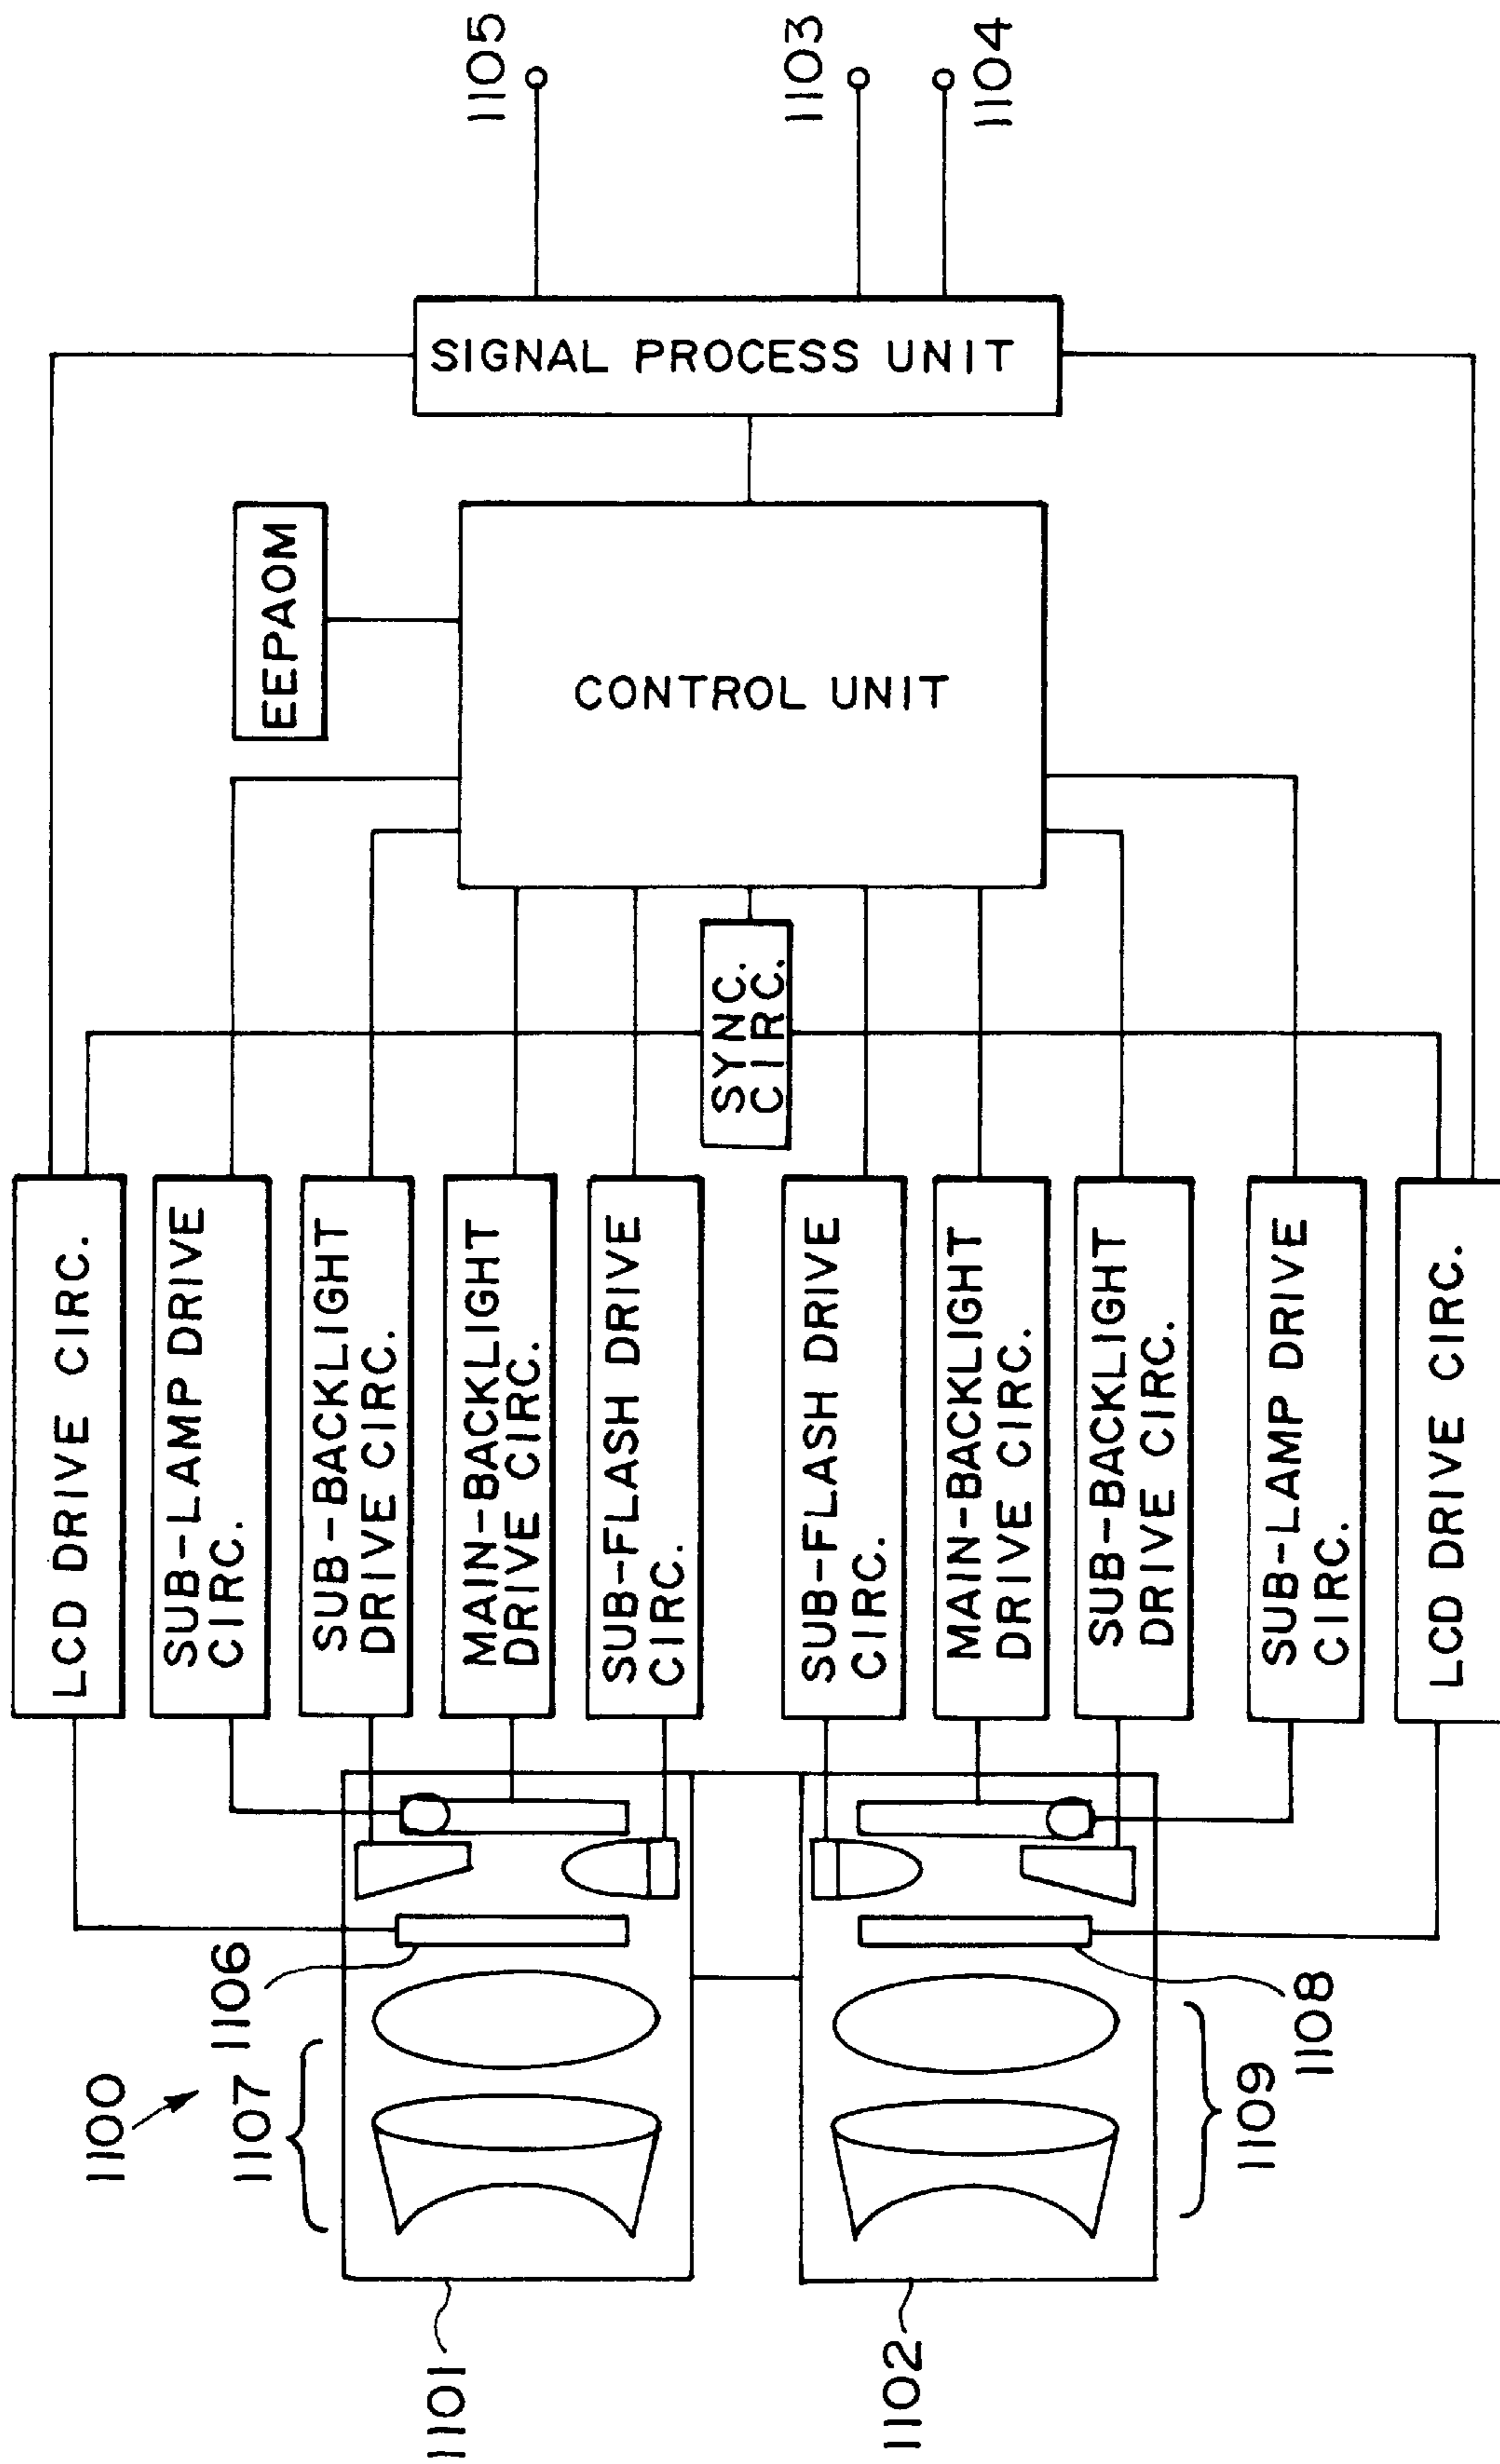 1105
1103
1104
SIGNAL PROCESS UNIT
EEPAOM
CONTROL UNIT
SYNC.
CIRC.
LCD DRIVE CIRC.
SUB-LAMP DRIVE
CIRC.
SUB-BACKLIGHT
DRIVE CIRC.
MAIN-BACKLIGHT
DRIVE CIRC.
SUB-FLASH DRIVE
CIRC.
SUB-FLASH DRIVE
CIRC.
MAIN-BACKLIGHT
DRIVE CIRC.
SUB-BACKLIGHT
DRIVE CIRC.
SUB-LAMP DRIVE
CIRC.
LCD DRIVE CIRC.
1100
1106
1107
1108
1109
1101
1102